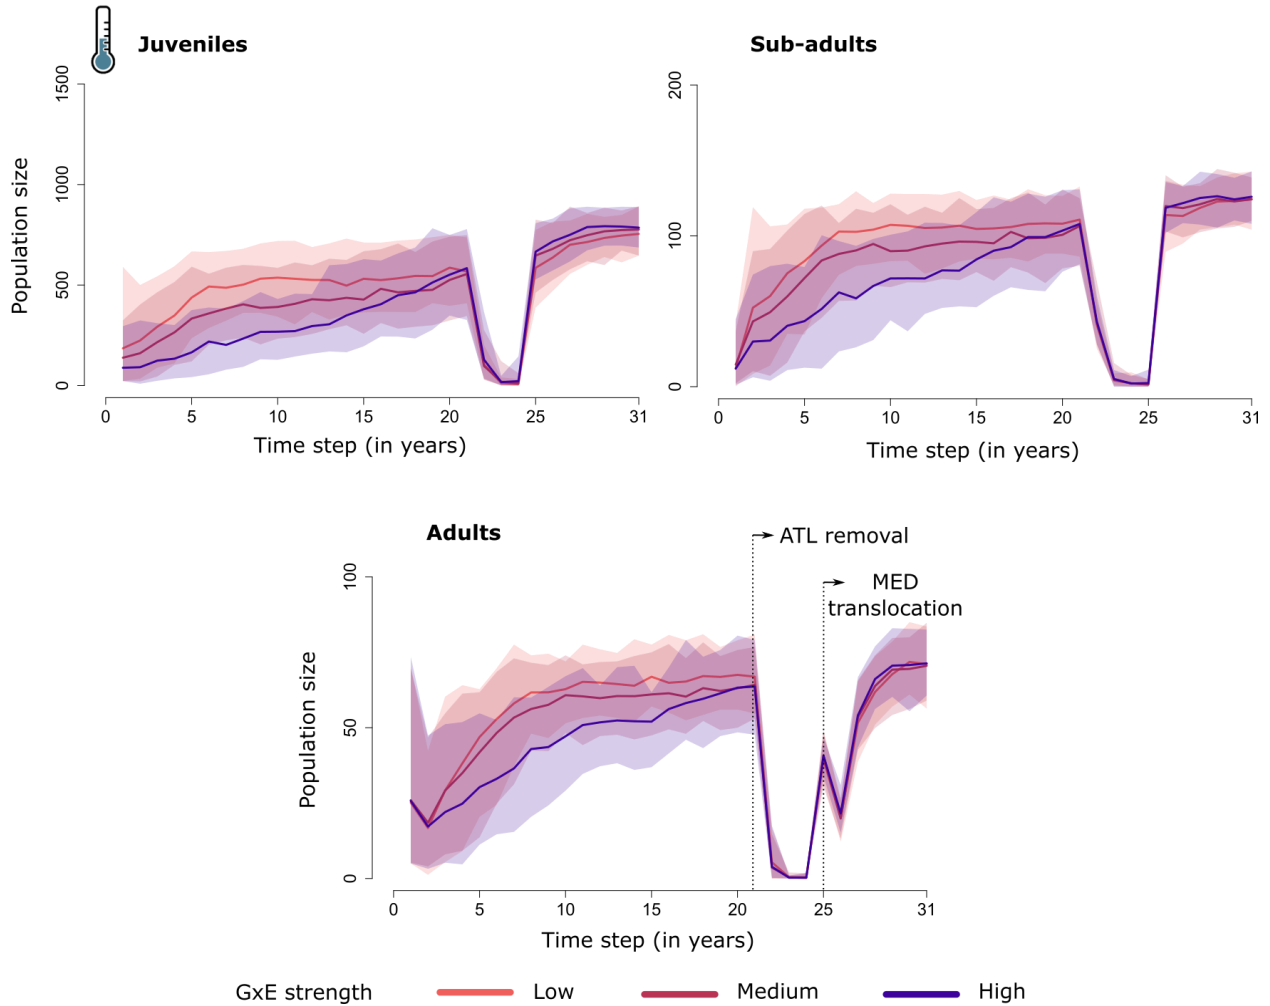 Juveniles
Population size
1500
1000
500
0
0 5 10 15 20 25 31
Time step (in years)
Sub-adults
200
100
0
0 5 10 15 20 25 31
Time step (in years)
Adults
ATL removal
MED
translocation
Population size
100
50
0
0 5 10 15 20 25 31
Time step (in years)
GxE strength Low Medium High